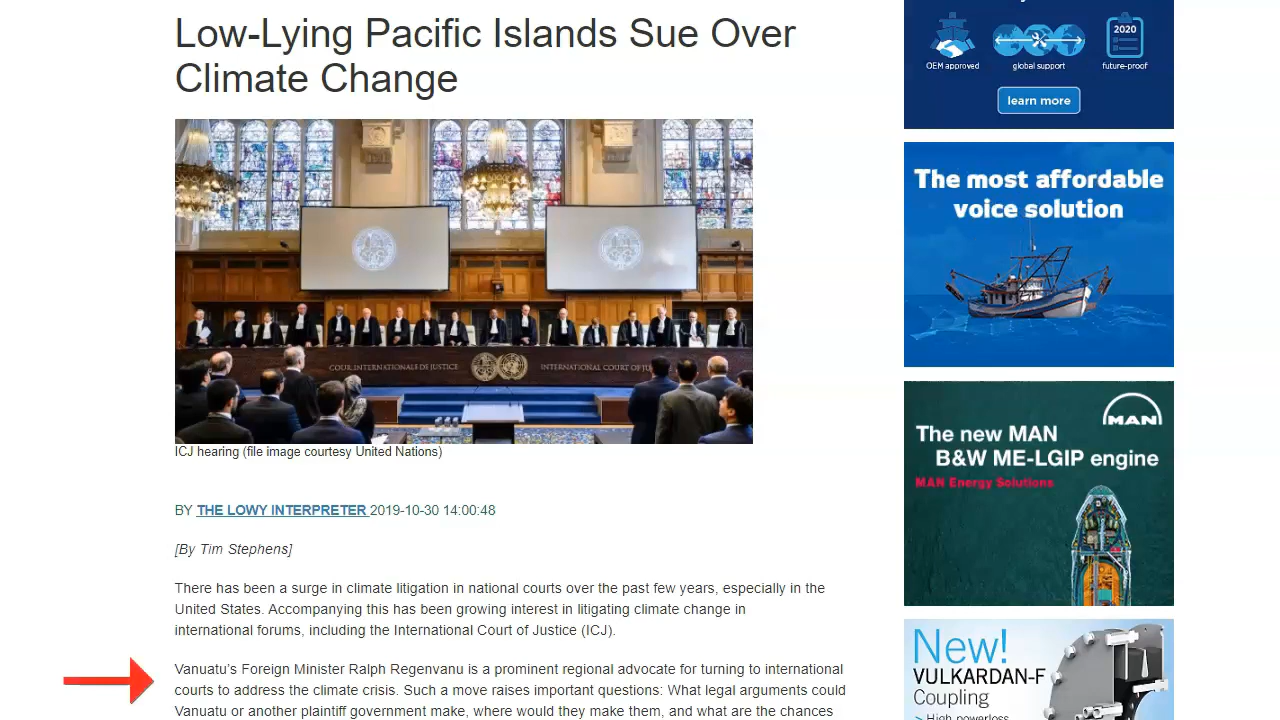 Low-Lying Pacific Islands Sue Over
Climate Change
COUR INTERNATIONALE DE JUSTICE
INTERNATIONAL COURT OF
ICJ hearing (file image courtesy United Nations)
BY THE LOWY INTERPRETER 2019-10-30 14:00:48
[By Tim Stephens]
There has been a surge in climate litigation in national courts over the past few years, especially in the
United States. Accompanying this has been growing interest in litigating climate change in
international forums, including the International Court of Justice (ICJ).
Vanuatu’s Foreign Minister Ralph Regenvanu is a prominent regional advocate for turning to international
courts to address the climate crisis. Such a move raises important questions: What legal arguments could
Vanuatu or another plaintiff government make, where would they make them, and what are the chances
2020
OEM approved
global support
future-proof
learn more
The most affordable
voice solution
MAN
The new MAN
B&W ME-LGIP engine
MAN Energy Solutions
New!
VULKARDAN-F
Coupling
> High powerloss